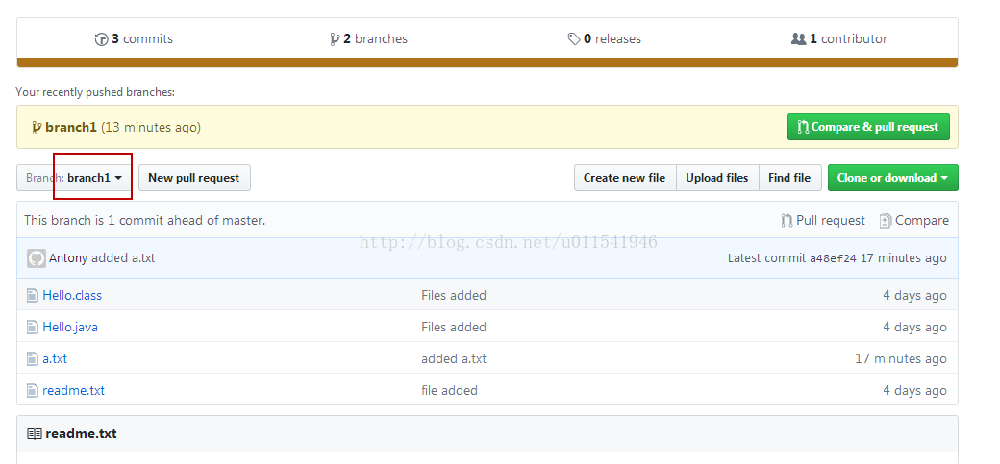 3 commits 2 branches 0 releases 1 contributor
Your recently pushed branches:
branch1 (13 minutes ago) Compare & pull request
Branch: branch1 New pull request Create new file Upload files Find file Clone or download
This branch is 1 commit ahead of master. Pull request Compare
http://blog.csdn.net/u011541946
Antony added a.txt Latest commit a48ef24 17 minutes ago
Hello.class Files added 4 days ago
Hello.java Files added 4 days ago
a.txt added a.txt 17 minutes ago
readme.txt file added 4 days ago
readme.txt